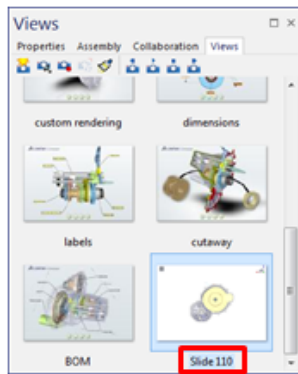 Views
Properties Assembly Collaboration Views
custom rendering dimensions
labels cutaway
BOM Slide 110